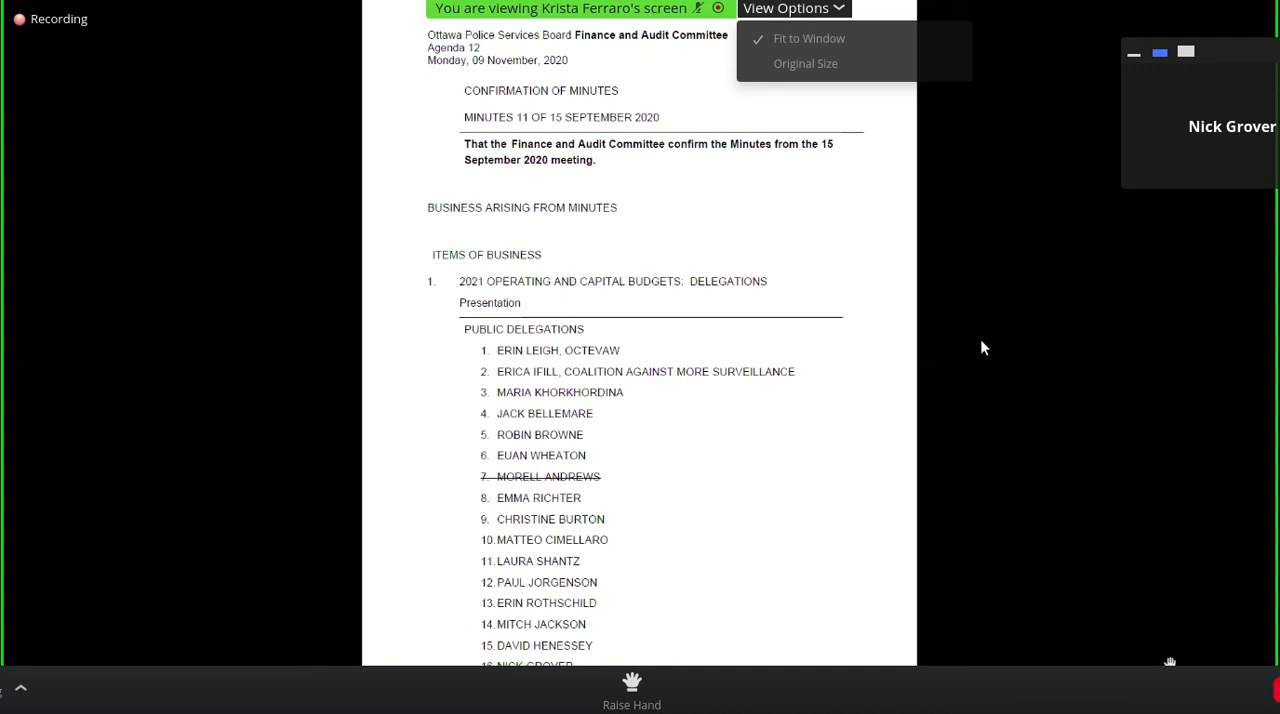 Recording
You are viewing Krista Ferraro's screen
View Options
Fit to Window
Original Size
Nick Grover
Ottawa Police Services Board Finance and Audit Committee
Agenda 12
Monday, 09 November, 2020
CONFIRMATION OF MINUTES
MINUTES 11 OF 15 SEPTEMBER 2020
That the Finance and Audit Committee confirm the Minutes from the 15
September 2020 meeting.
BUSINESS ARISING FROM MINUTES
ITEMS OF BUSINESS
1. 2021 OPERATING AND CAPITAL BUDGETS: DELEGATIONS
Presentation
PUBLIC DELEGATIONS
1. ERIN LEIGH, OCTEVAW
2. ERICA IFILL, COALITION AGAINST MORE SURVEILLANCE
3. MARIA KHORKHORDINA
4. JACK BELLEMARE
5. ROBIN BROWNE
6. EUAN WHEATON
7. MORELL ANDREWS
8. EMMA RICHTER
9. CHRISTINE BURTON
10. MATTEO CIMELLARO
11. LAURA SHANTZ
12. PAUL JORGENSON
13. ERIN ROTHSCHILD
14. MITCH JACKSON
15. DAVID HENESSEY
16. NICK GROVER
Raise Hand